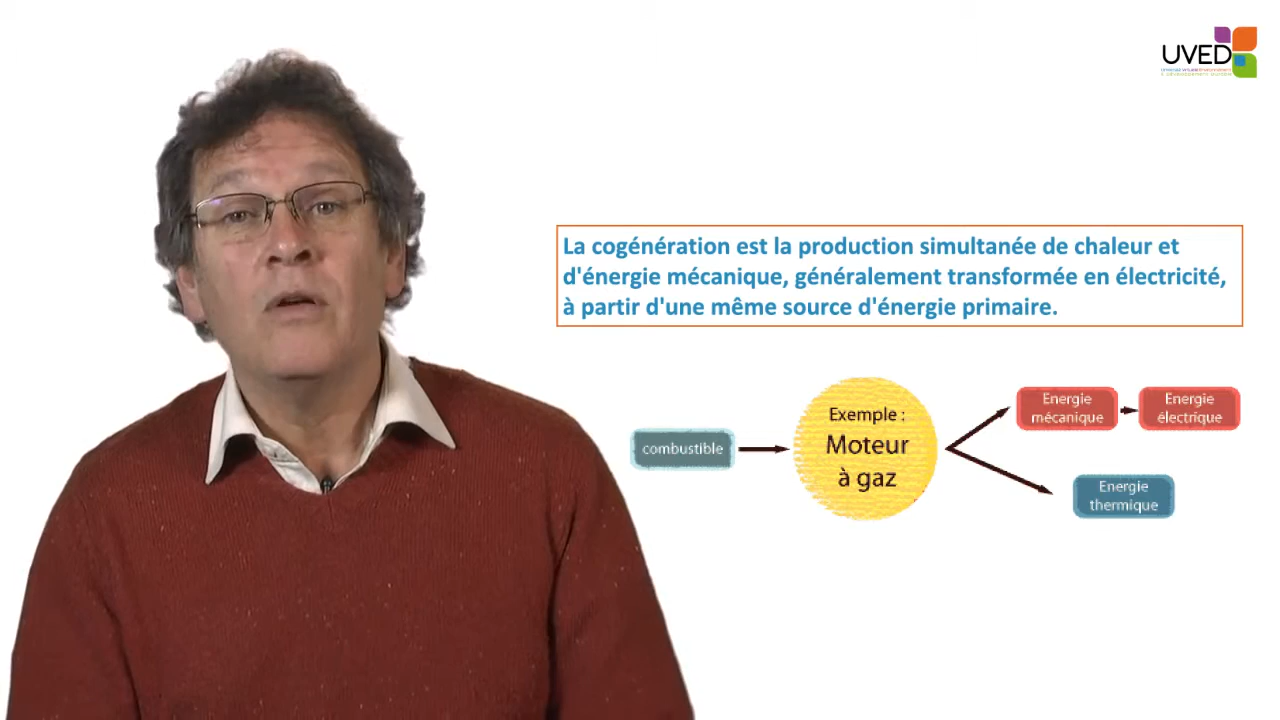 UVED
La cogénération est la production simultanée de chaleur et
d'énergie mécanique, généralement transformée en électricité,
à partir d'une même source d'énergie primaire.
combustible
Exemple :
Moteur
à gaz
Energie
mécanique
Energie
électrique
Energie
thermique